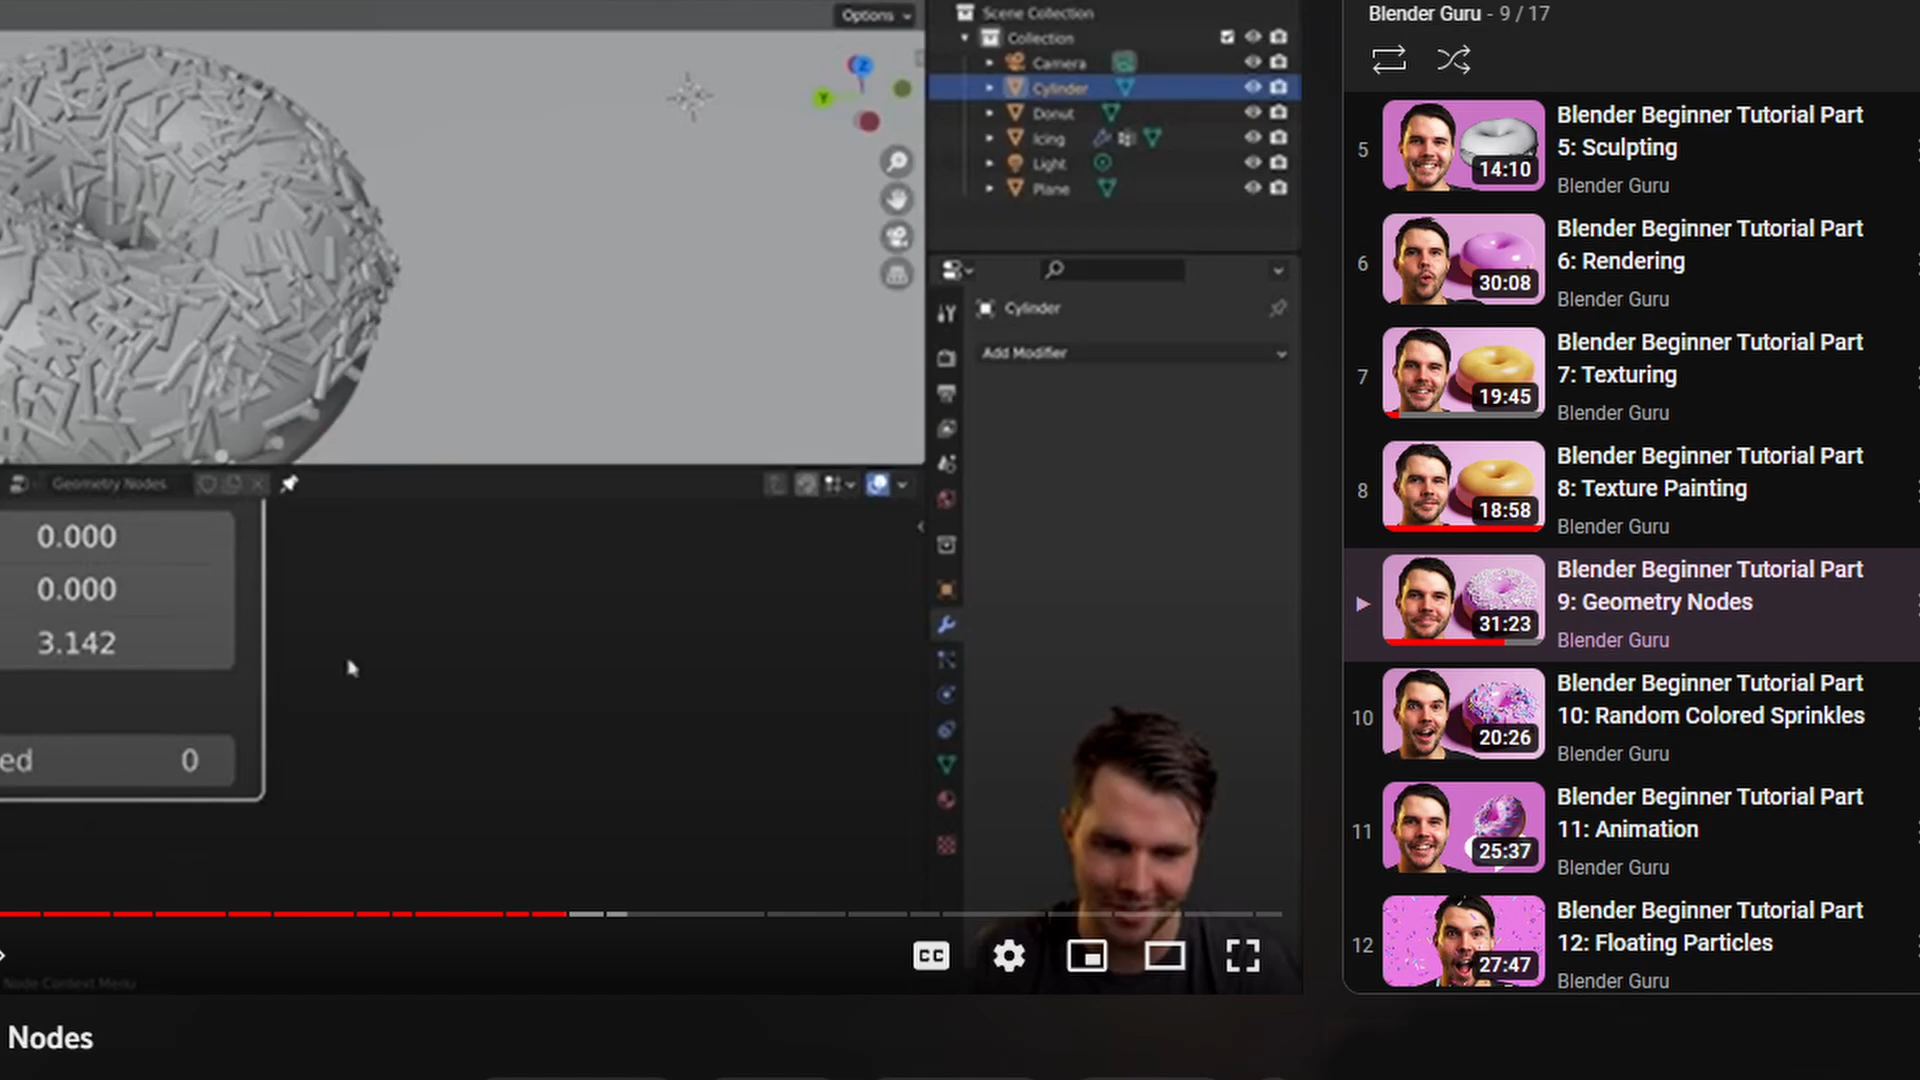 Options
Scene Collection
Collection
Camera
Cylinder
Donut
Icing
Light
Plane
Z
Y
Cylinder
Add Modifier
Geometry Nodes
0.000
0.000
3.142
ed 0
CC
Node Context Menu
Nodes
Blender Guru - 9 / 17
5
14:10
Blender Beginner Tutorial Part
5: Sculpting
Blender Guru
6
30:08
Blender Beginner Tutorial Part
6: Rendering
Blender Guru
7
19:45
Blender Beginner Tutorial Part
7: Texturing
Blender Guru
8
18:58
Blender Beginner Tutorial Part
8: Texture Painting
Blender Guru
31:23
Blender Beginner Tutorial Part
9: Geometry Nodes
Blender Guru
10
20:26
Blender Beginner Tutorial Part
10: Random Colored Sprinkles
Blender Guru
11
25:37
Blender Beginner Tutorial Part
11: Animation
Blender Guru
12
27:47
Blender Beginner Tutorial Part
12: Floating Particles
Blender Guru